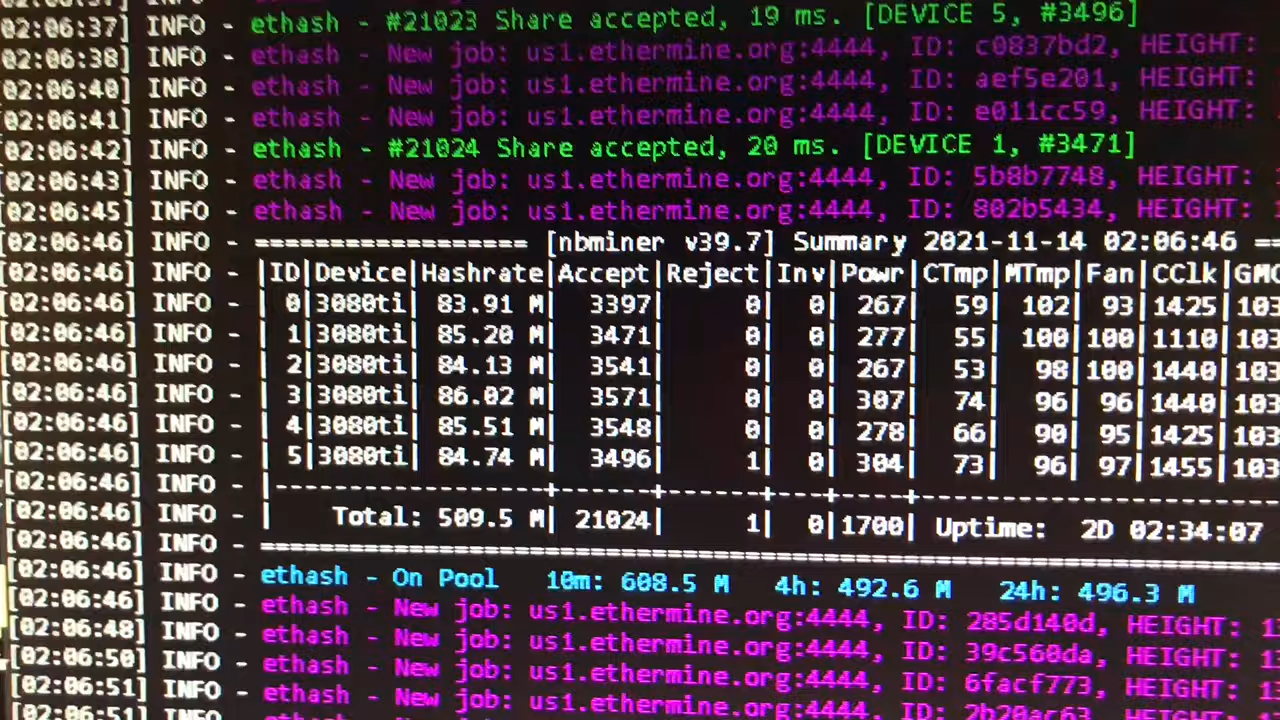 [02:06:37] INFO - ethash - #21023 Share accepted, 19 ms. [DEVICE 5, #3496]
[02:06:38] INFO - ethash - New job: us1.ethermine.org:4444, ID: c0837bd2, HEIGHT:
[02:06:40] INFO - ethash - New job: us1.ethermine.org:4444, ID: aef5e201, HEIGHT:
[02:06:41] INFO - ethash - New job: us1.ethermine.org:4444, ID: e011cc59, HEIGHT:
[02:06:42] INFO - ethash - #21024 Share accepted, 20 ms. [DEVICE 1, #3471]
[02:06:43] INFO - ethash - New job: us1.ethermine.org:4444, ID: 5b8b7748, HEIGHT:
[02:06:45] INFO - ethash - New job: us1.ethermine.org:4444, ID: 802b5434, HEIGHT:
[02:06:46] INFO - ================== [nbminer v39.7] Summary 2021-11-14 02:06:46 ==
[02:06:46] INFO - |ID|Device|Hashrate|Accept|Reject|Inv|Powr|CTmp|MTmp|Fan|CClk|GMC
[02:06:46] INFO - | 0|3080ti| 83.91 M| 3397| 0| 0| 267| 59| 102| 93|1425|103
[02:06:46] INFO - | 1|3080ti| 85.20 M| 3471| 0| 0| 277| 55| 100|100|1110|103
[02:06:46] INFO - | 2|3080ti| 84.13 M| 3541| 0| 0| 267| 53| 98|100|1440|103
[02:06:46] INFO - | 3|3080ti| 86.02 M| 3571| 0| 0| 307| 74| 96| 96|1440|103
[02:06:46] INFO - | 4|3080ti| 85.51 M| 3548| 0| 0| 278| 66| 90| 95|1425|103
[02:06:46] INFO - | 5|3080ti| 84.74 M| 3496| 1| 0| 304| 73| 96| 97|1455|103
[02:06:46] INFO - |------------------+------+------+---+----+------------------------
[02:06:46] INFO - | Total: 509.5 M| 21024| 1| 0|1700| Uptime: 2D 02:34:07
[02:06:46] INFO - ==================================================================
[02:06:46] INFO - ethash - On Pool 10m: 608.5 M 4h: 492.6 M 24h: 496.3 M
[02:06:46] INFO - ethash - New job: us1.ethermine.org:4444, ID: 285d140d, HEIGHT: 1
[02:06:48] INFO - ethash - New job: us1.ethermine.org:4444, ID: 39c560da, HEIGHT: 13
[02:06:50] INFO - ethash - New job: us1.ethermine.org:4444, ID: 6facf773, HEIGHT: 13
[02:06:51] INFO - ethash - New job: us1.ethermine.org:4444, ID: 2b20ac63, HEIGHT: 13
[02:06:51] INFO -